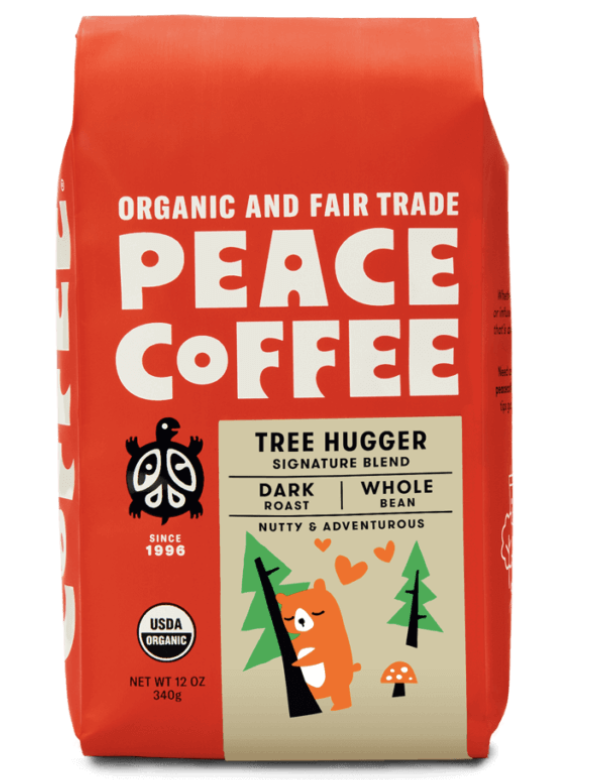 ORGANIC AND FAIR TRADE
PEACE
COFFEE
TREE HUGGER
SIGNATURE BLEND
DARK ROAST | WHOLE BEAN
NUTTY & ADVENTUROUS
SINCE
1996
USDA
ORGANIC
NET WT 12 OZ
340g